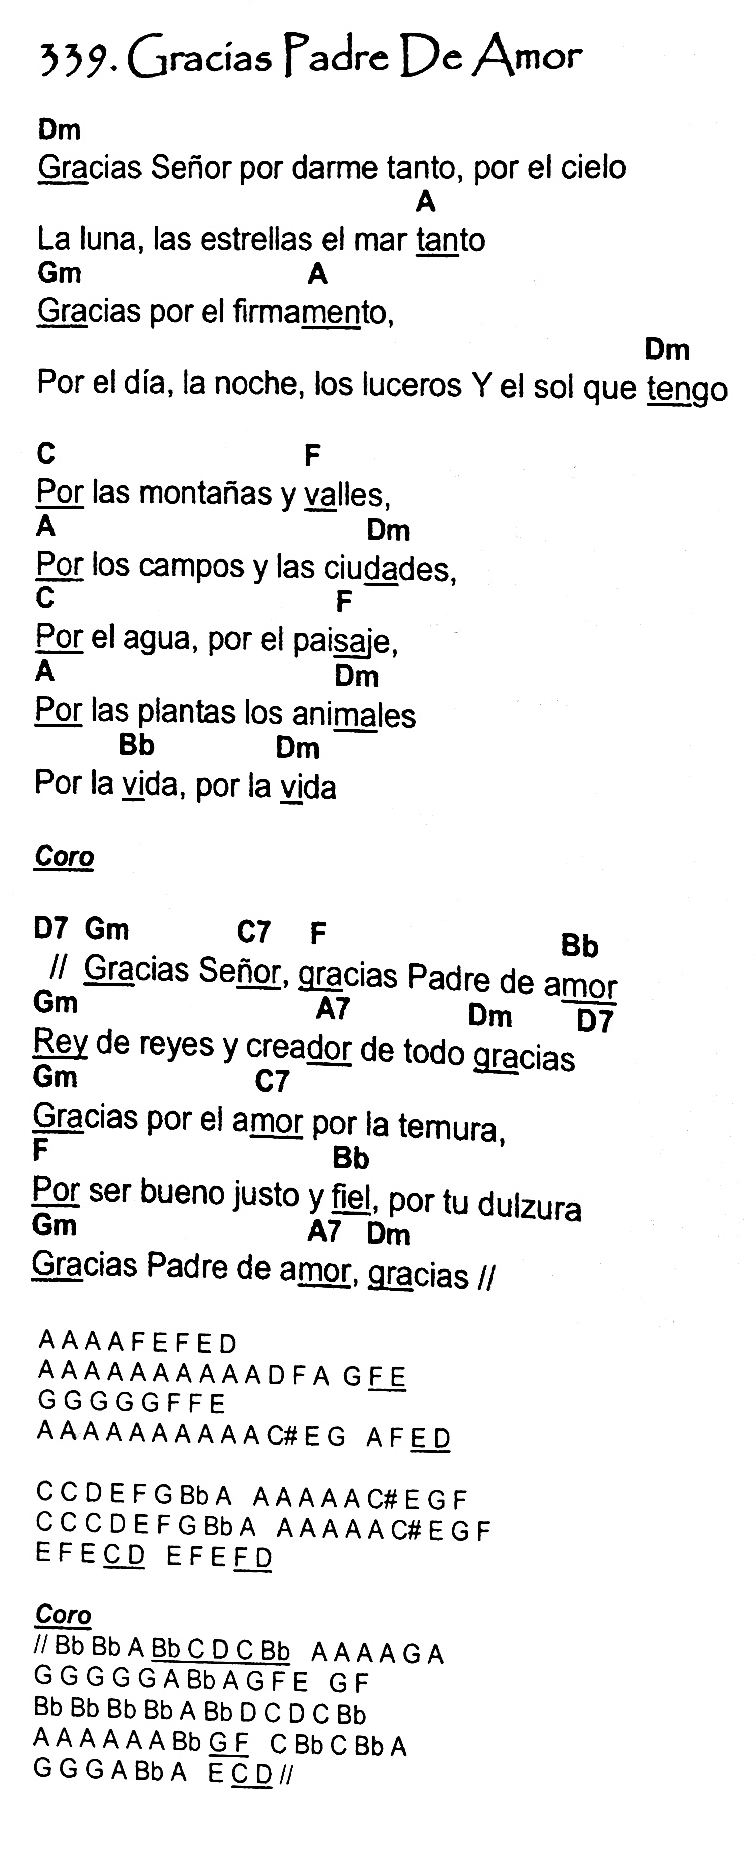 339. Gracias Padre De Amor
Dm
Gracias Señor por darme tanto, por el cielo
A
La luna, las estrellas el mar tanto
Gm A
Gracias por el firmamento,
Dm
Por el día, la noche, los luceros Y el sol que tengo
C F
Por las montañas y valles,
A Dm
Por los campos y las ciudades,
C F
Por el agua, por el paisaje,
A Dm
Por las plantas los animales
Bb Dm
Por la vida, por la vida
Coro
D7 Gm C7 F Bb
// Gracias Señor, gracias Padre de amor
Gm A7 Dm D7
Rey de reyes y creador de todo gracias
Gm C7
Gracias por el amor por la ternura,
F Bb
Por ser bueno justo y fiel, por tu dulzura
Gm A7 Dm
Gracias Padre de amor, gracias //
A A A A F E F E D
A A A A A A A A A A D F A G F E
G G G G G F F E
A A A A A A A A A A C# E G A F E D
C C D E F G Bb A A A A A A C# E G F
C C C D E F G Bb A A A A A A C# E G F
E F E C D E F E F D
Coro
// Bb Bb A Bb C D C Bb A A A A G A
G G G G G A Bb A G F E G F
Bb Bb Bb Bb A Bb D C D C Bb
A A A A A A Bb G F C Bb C Bb A
G G G A Bb A E C D //